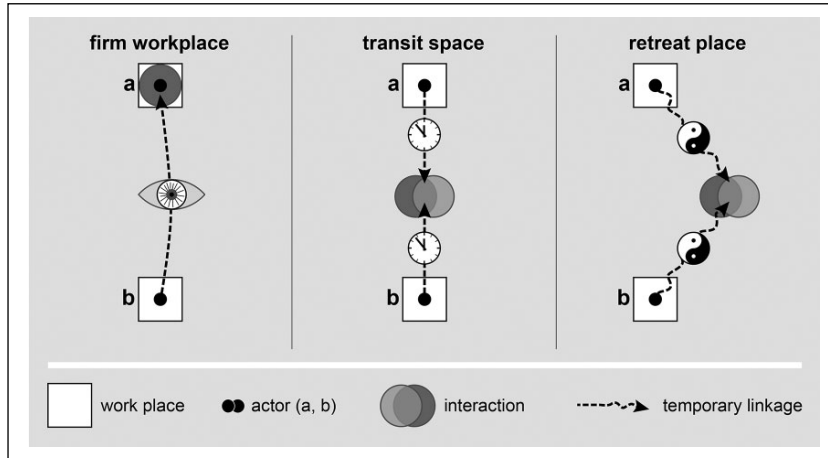 firm workplace
transit space
retreat place
a
a
a
b
b
b
work place
actor (a, b)
interaction
temporary linkage